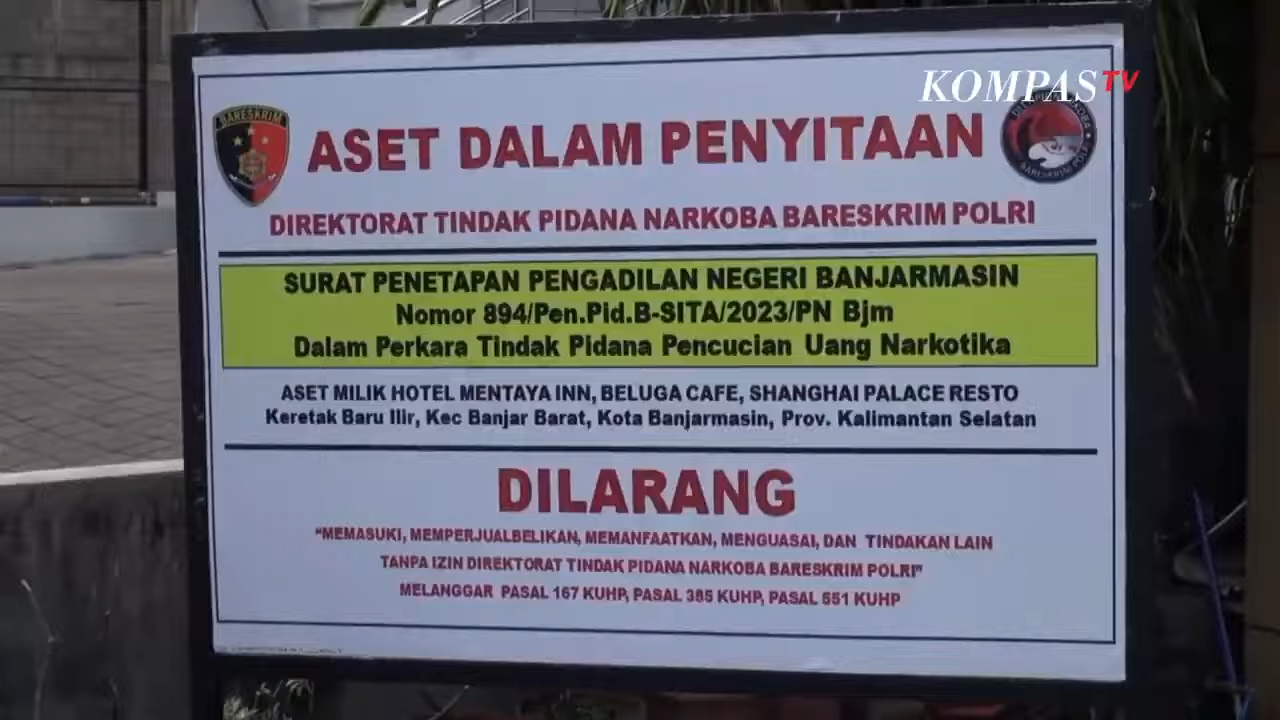 KOMPASTV
BARESKRIM
ASET DALAM PENYITAAN
DIREKTORAT TINDAK PIDANA NARKOBA BARESKRIM POLRI
SURAT PENETAPAN PENGADILAN NEGERI BANJARMASIN
Nomor 894/Pen.Pid.B-SITA/2023/PN Bjm
Dalam Perkara Tindak Pidana Pencucian Uang Narkotika
ASET MILIK HOTEL MENTAYA INN, BELUGA CAFE, SHANGHAI PALACE RESTO
Keretak Baru Ilir, Kec Banjar Barat, Kota Banjarmasin, Prov. Kalimantan Selatan
DILARANG
"MEMASUKI, MEMPERJUALBELIKAN, MEMANFAATKAN, MENGUASAI, DAN TINDAKAN LAIN
TANPA IZIN DIREKTORAT TINDAK PIDANA NARKOBA BARESKRIM POLRI"
MELANGGAR PASAL 167 KUHP, PASAL 385 KUHP, PASAL 551 KUHP